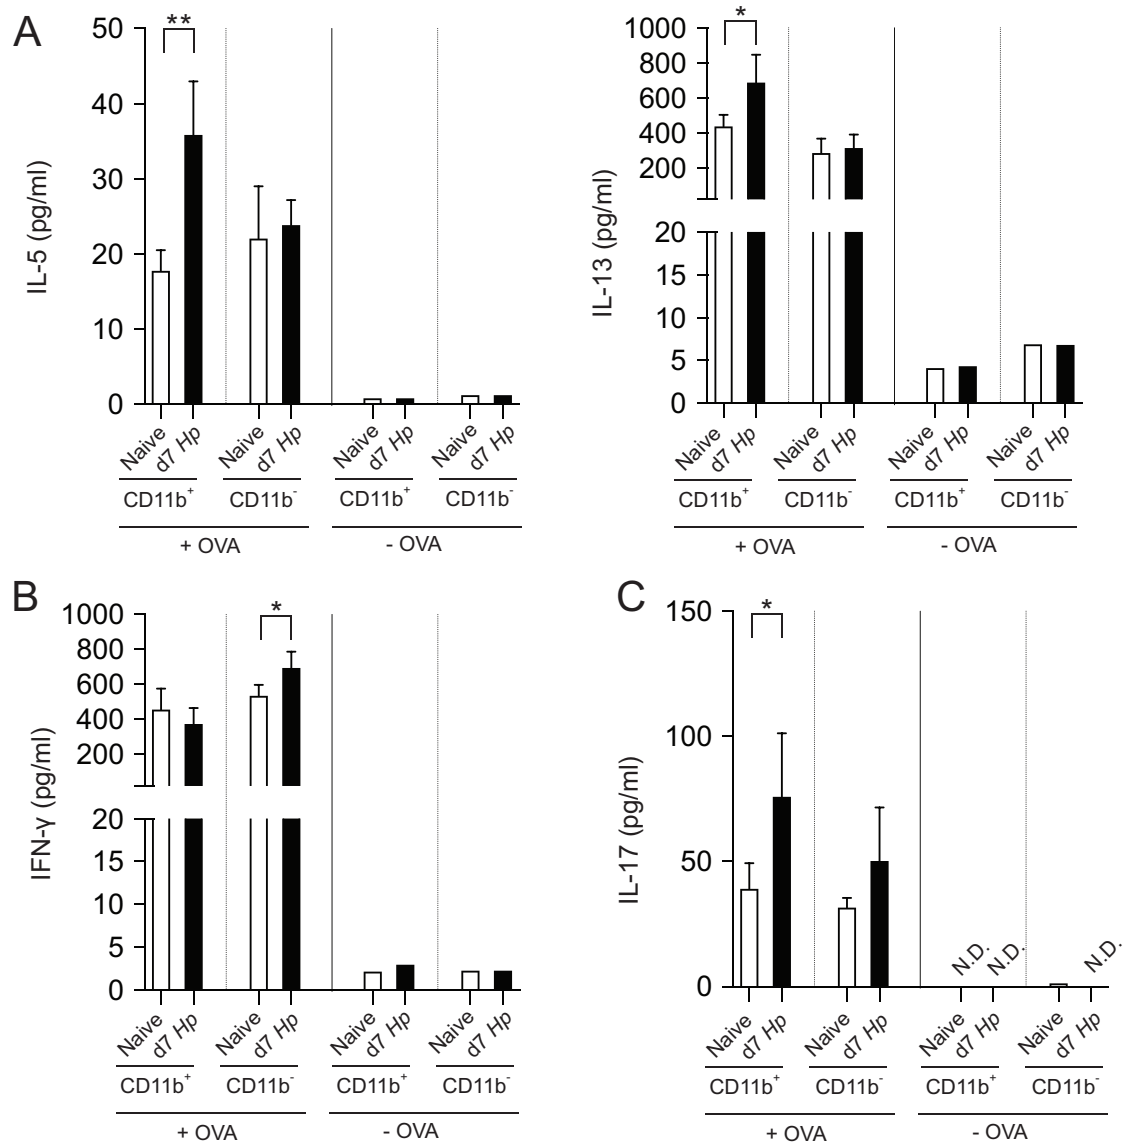 A
**
50
40
30
20
10
0
IL-5 (pg/ml)
Naive
d7 Hp
Naive
d7 Hp
Naive
d7 Hp
Naive
d7 Hp
CD11b⁺
CD11b⁻
CD11b⁺
CD11b⁻
+ OVA
- OVA
*
1000
800
600
400
200
20
15
10
5
0
IL-13 (pg/ml)
Naive
d7 Hp
Naive
d7 Hp
Naive
d7 Hp
Naive
d7 Hp
CD11b⁺
CD11b⁻
CD11b⁺
CD11b⁻
+ OVA
- OVA
B
*
1000
800
600
400
200
20
15
10
5
0
IFN-γ (pg/ml)
Naive
d7 Hp
Naive
d7 Hp
Naive
d7 Hp
Naive
d7 Hp
CD11b⁺
CD11b⁻
CD11b⁺
CD11b⁻
+ OVA
- OVA
C
*
150
100
50
0
IL-17 (pg/ml)
N.D.
N.D.
N.D.
Naive
d7 Hp
Naive
d7 Hp
Naive
d7 Hp
Naive
d7 Hp
CD11b⁺
CD11b⁻
CD11b⁺
CD11b⁻
+ OVA
- OVA